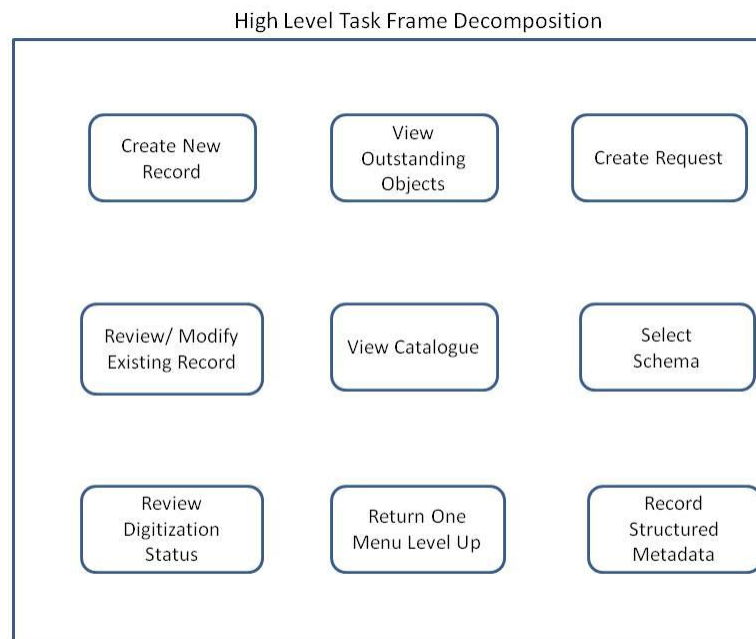 High Level Task Frame Decomposition
Create New
Record
View
Outstanding
Objects
Create Request
Review/ Modify
Existing Record
View Catalogue
Select
Schema
Review
Digitization
Status
Return One
Menu Level Up
Record
Structured
Metadata